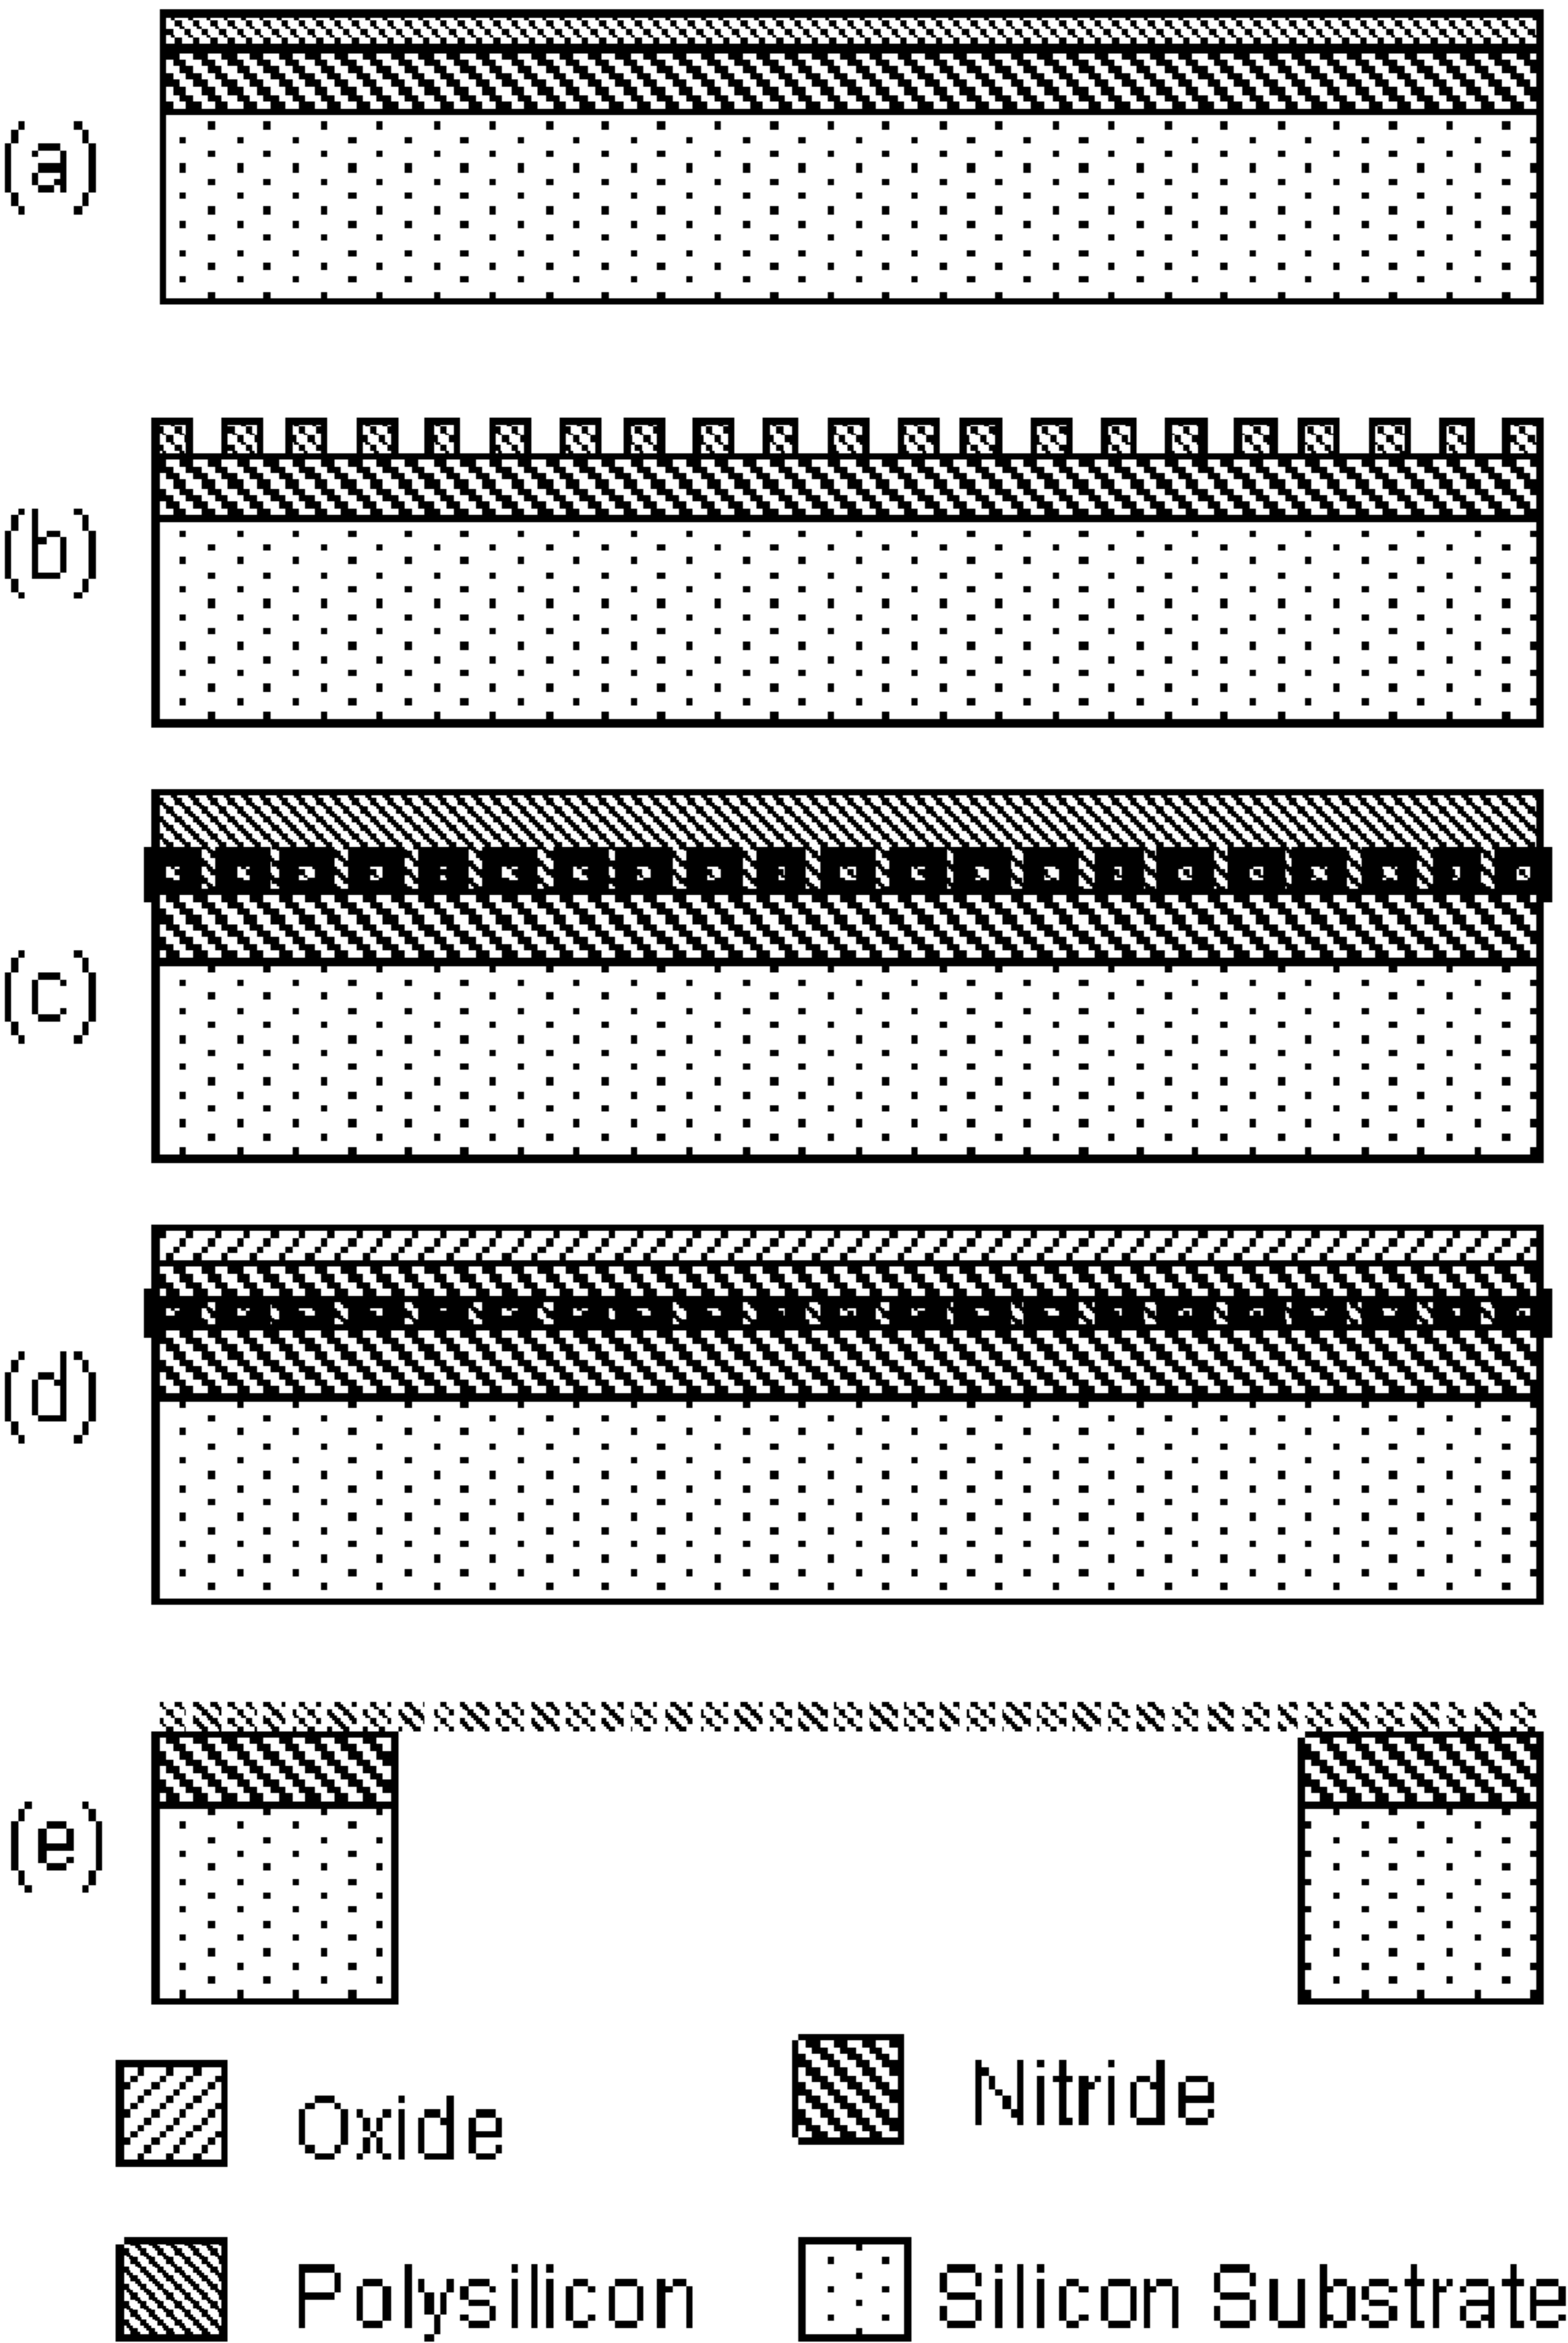 (a)
(b)
(c)
(d)
(e)
Oxide
Nitride
Polysilicon
Silicon Substrate